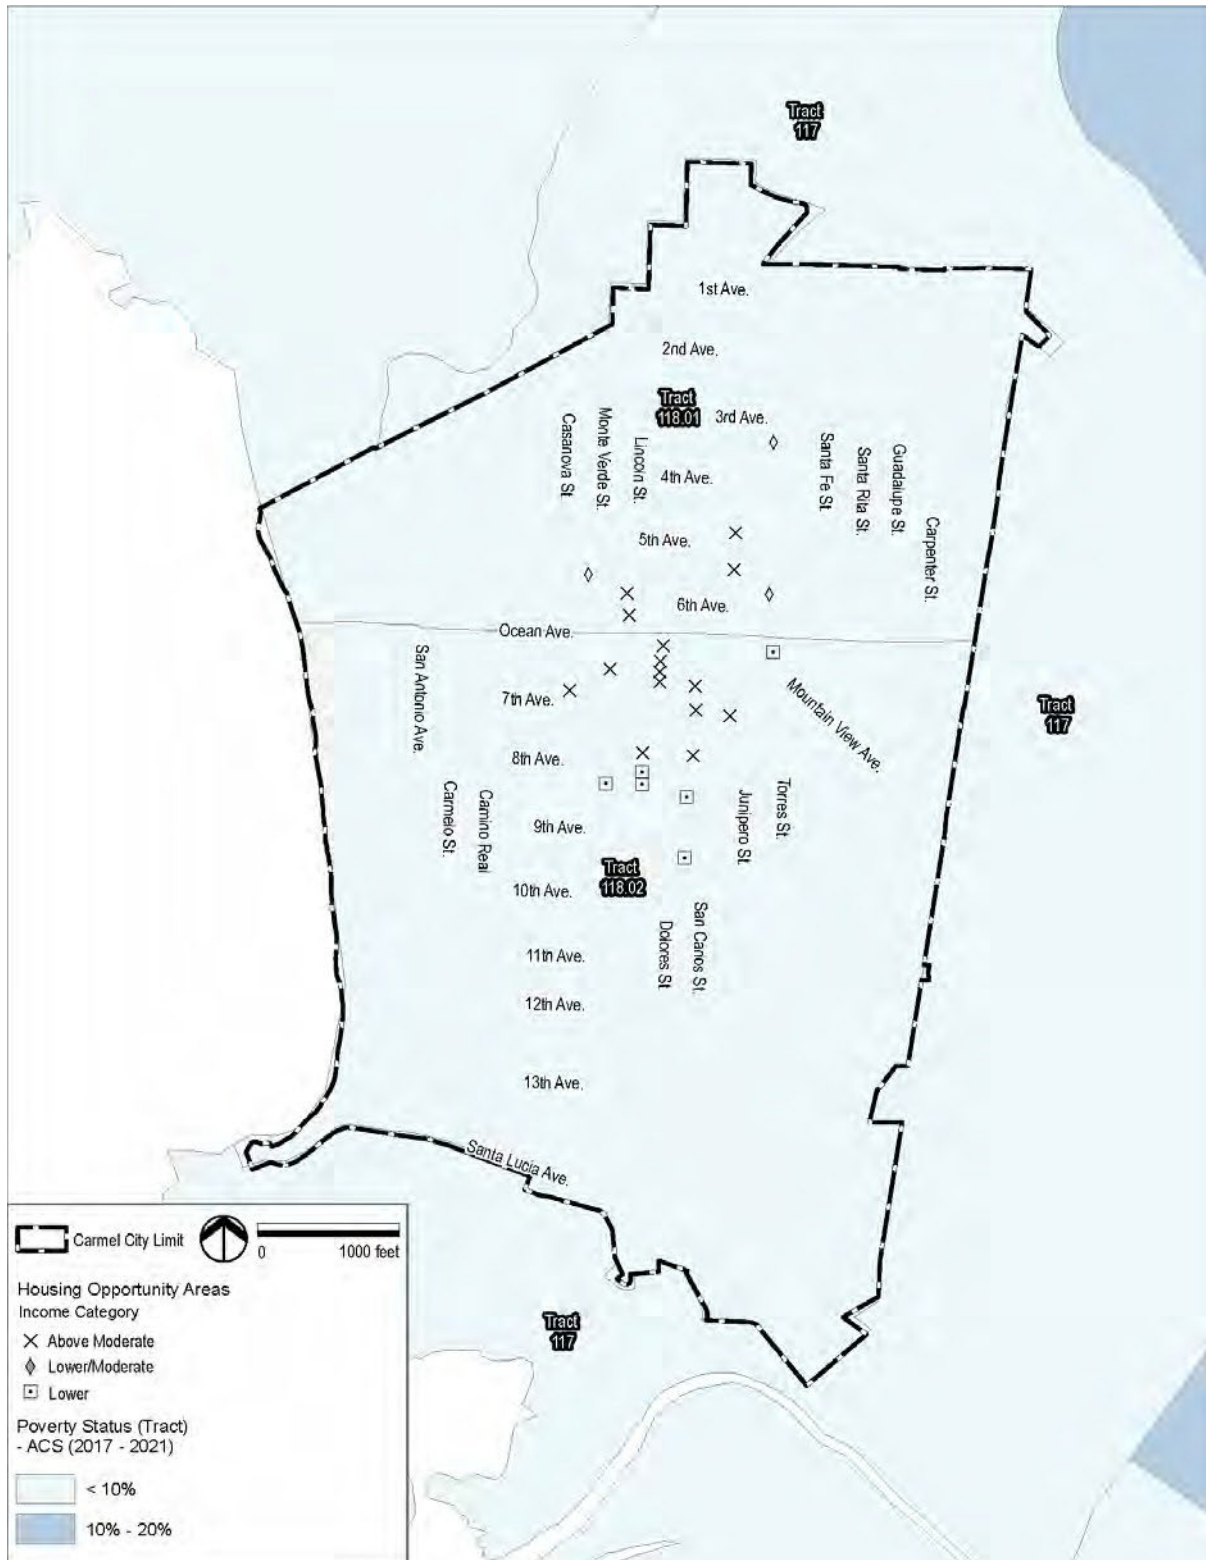 Tract
117
1st Ave.
2nd Ave.
Tract
118.01
3rd Ave.
Casanova St.
Monte Verde St.
Lincoln St.
4th Ave.
Santa Fe St.
Santa Rita St.
Guadalupe St.
Carpenter St.
5th Ave.
6th Ave.
Ocean Ave.
San Antonio Ave.
7th Ave.
Mountain View Ave.
Tract
117
8th Ave.
Carmelo St.
Camino Real
9th Ave.
Junipero St.
Torres St.
Tract
118.02
10th Ave.
Dolores St.
San Carlos St.
11th Ave.
12th Ave.
13th Ave.
Santa Lucia Ave.
Tract
117
Carmel City Limit
0 1000 feet
Housing Opportunity Areas
Income Category
Above Moderate
Lower/Moderate
Lower
Poverty Status (Tract)
- ACS (2017 - 2021)
< 10%
10% - 20%